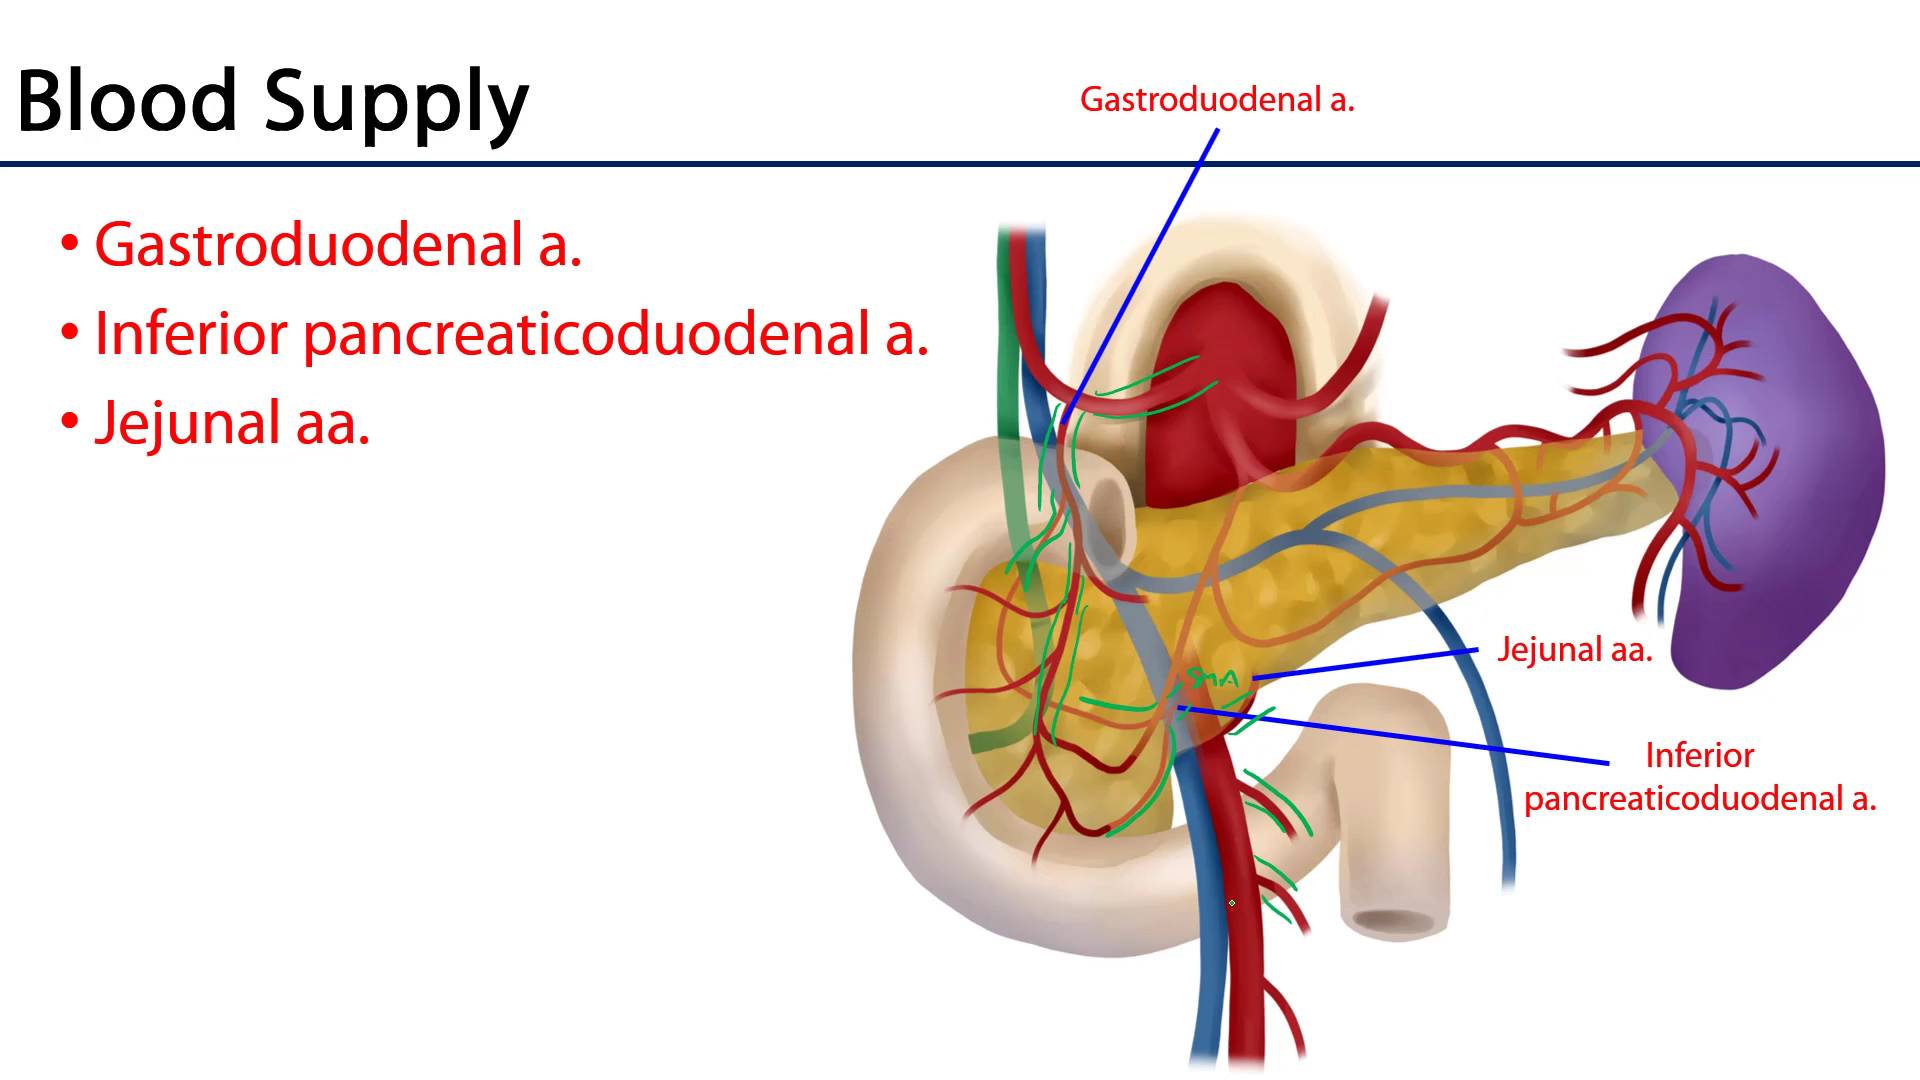 Blood Supply
Gastroduodenal a.
• Gastroduodenal a.
• Inferior pancreaticoduodenal a.
• Jejunal aa.
Jejunal aa.
SMA
Inferior
pancreaticoduodenal a.